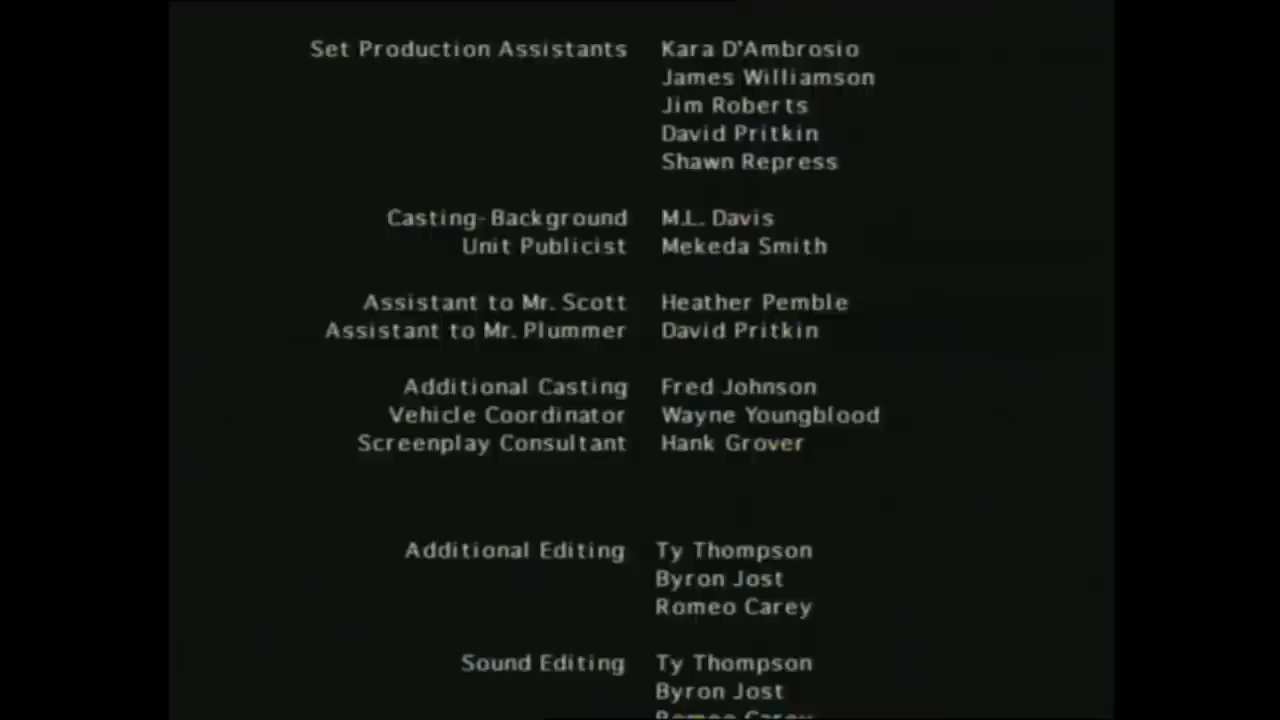 Set Production Assistants Kara D'Ambrosio
James Williamson
Jim Roberts
David Pritkin
Shawn Repress
Casting-Background M.L. Davis
Unit Publicist Mekeda Smith
Assistant to Mr. Scott Heather Pemble
Assistant to Mr. Plummer David Pritkin
Additional Casting Fred Johnson
Vehicle Coordinator Wayne Youngblood
Screenplay Consultant Hank Grover
Additional Editing Ty Thompson
Byron Jost
Romeo Carey
Sound Editing Ty Thompson
Byron Jost
Romeo Carey